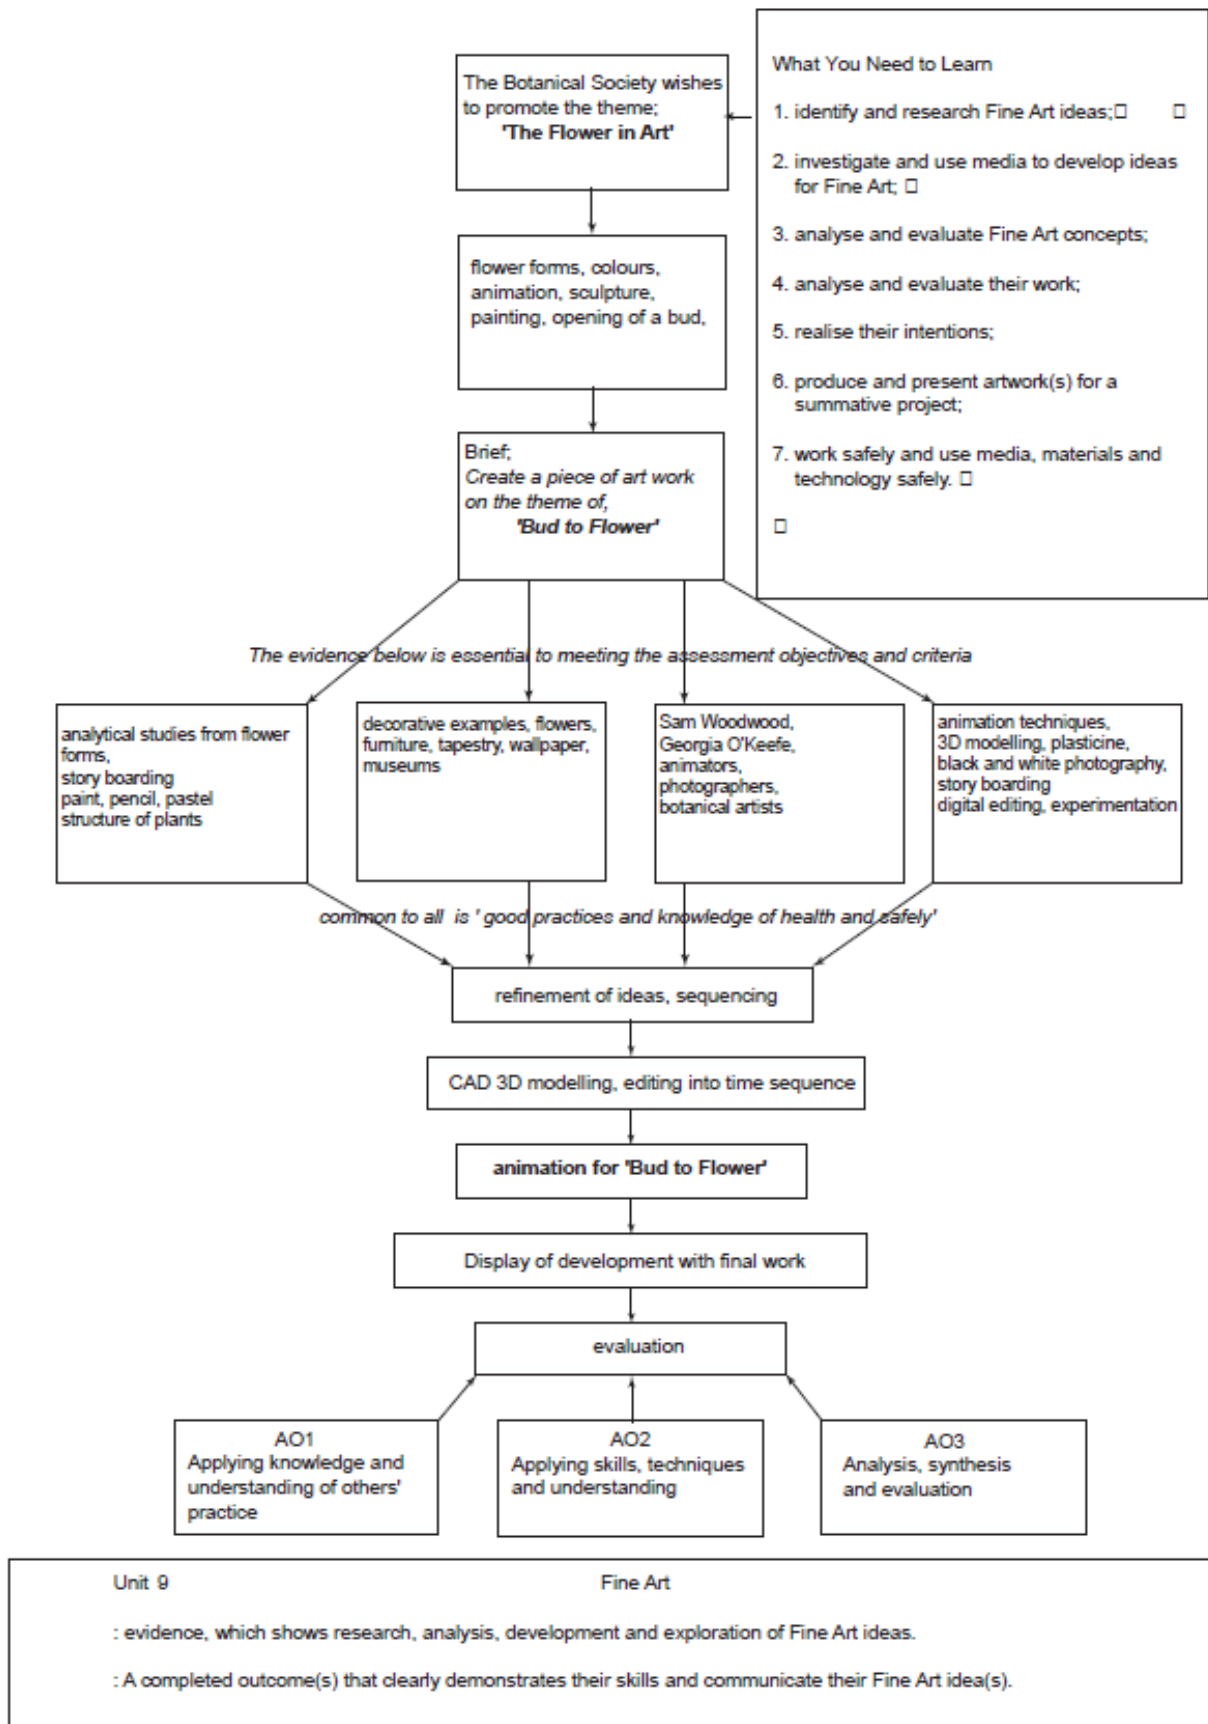 The Botanical Society wishes
to promote the theme;
'The Flower in Art'
What You Need to Learn
1. identify and research Fine Art ideas;□ □
2. investigate and use media to develop ideas
for Fine Art; □
3. analyse and evaluate Fine Art concepts;
4. analyse and evaluate their work;
5. realise their intentions;
6. produce and present artwork(s) for a
summative project;
7. work safely and use media, materials and
technology safely. □
□
flower forms, colours,
animation, sculpture,
painting, opening of a bud,
Brief;
Create a piece of art work
on the theme of,
'Bud to Flower'
The evidence below is essential to meeting the assessment objectives and criteria
analytical studies from flower
forms,
story boarding
paint, pencil, pastel
structure of plants
decorative examples, flowers,
furniture, tapestry, wallpaper,
museums
Sam Woodwood,
Georgia O'Keefe,
animators,
photographers,
botanical artists
animation techniques,
3D modelling, plasticine,
black and white photography,
story boarding
digital editing, experimentation
common to all is ' good practices and knowledge of health and safely'
refinement of ideas, sequencing
CAD 3D modelling, editing into time sequence
animation for 'Bud to Flower'
Display of development with final work
evaluation
AO1
Applying knowledge and
understanding of others'
practice
AO2
Applying skills, techniques
and understanding
AO3
Analysis, synthesis
and evaluation
Unit 9 Fine Art
: evidence, which shows research, analysis, development and exploration of Fine Art ideas.
: A completed outcome(s) that clearly demonstrates their skills and communicate their Fine Art idea(s).